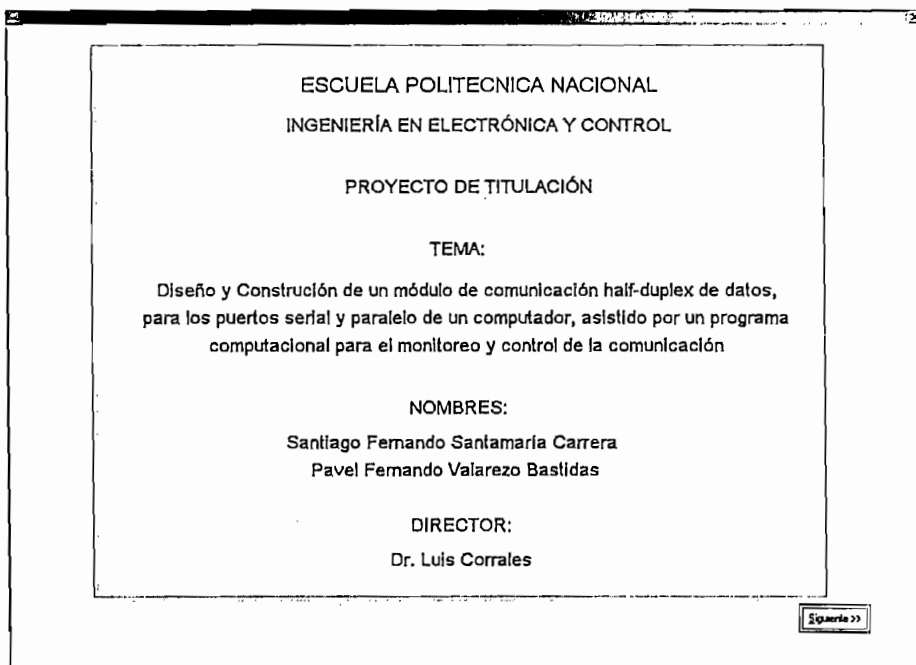 ESCUELA POLITECNICA NACIONAL
INGENIERÍA EN ELECTRÓNICA Y CONTROL
PROYECTO DE TITULACIÓN
TEMA:
Diseño y Construción de un módulo de comunicación half-duplex de datos,
para los puertos serial y paralelo de un computador, asistido por un programa
computacional para el monitoreo y control de la comunicación
NOMBRES:
Santiago Fernando Santamaría Carrera
Pavel Fernando Valarezo Bastidas
DIRECTOR:
Dr. Luis Corrales
Siguiente >>